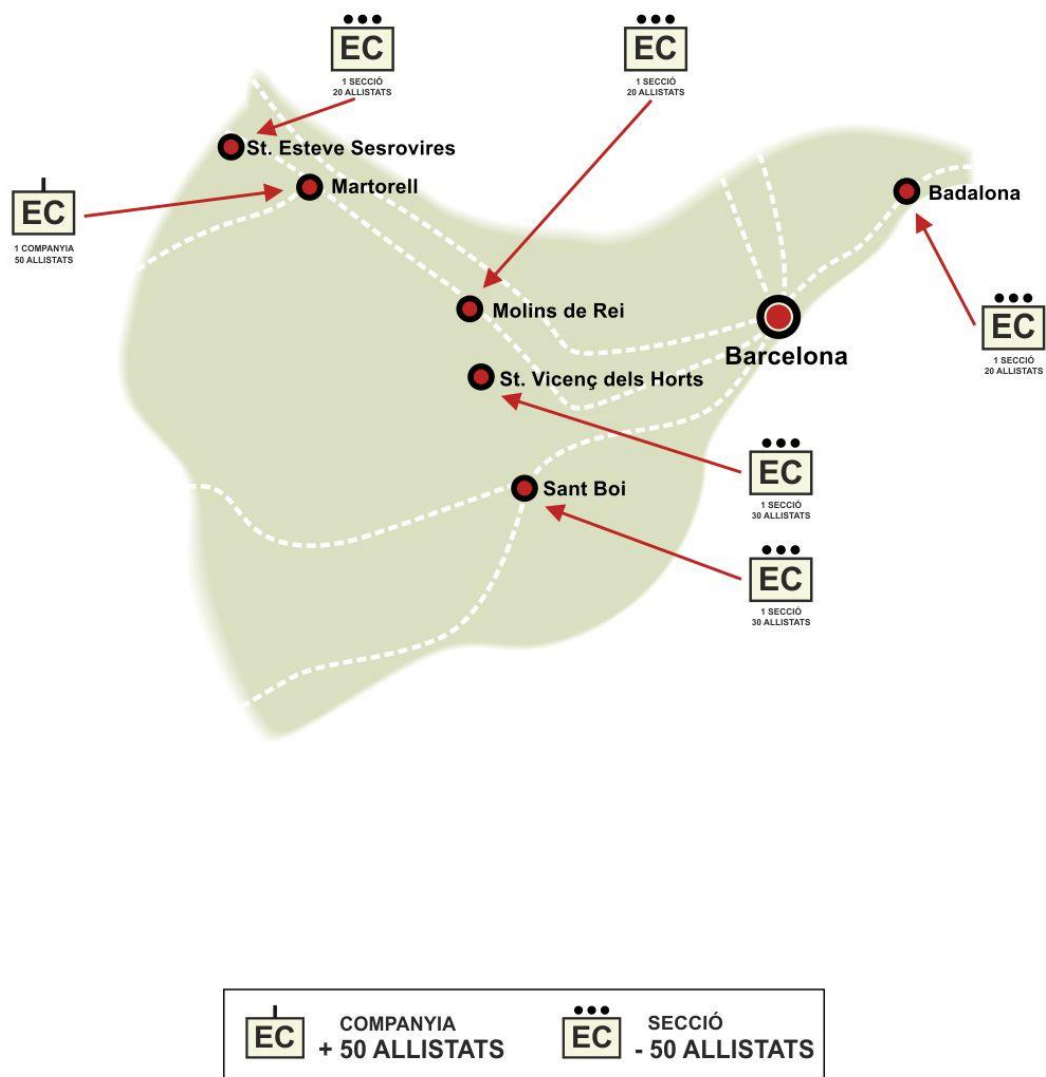 EC
1 SECCIÓ
20 ALLISTATS
EC
1 SECCIÓ
20 ALLISTATS
St. Esteve Sesrovires
Martorell
EC
1 COMPANYIA
50 ALLISTATS
Badalona
Molins de Rei
Barcelona
EC
1 SECCIÓ
20 ALLISTATS
St. Vicenç dels Horts
EC
1 SECCIÓ
30 ALLISTATS
Sant Boi
EC
1 SECCIÓ
30 ALLISTATS
EC
COMPANYIA
+ 50 ALLISTATS
EC
SECCIÓ
- 50 ALLISTATS